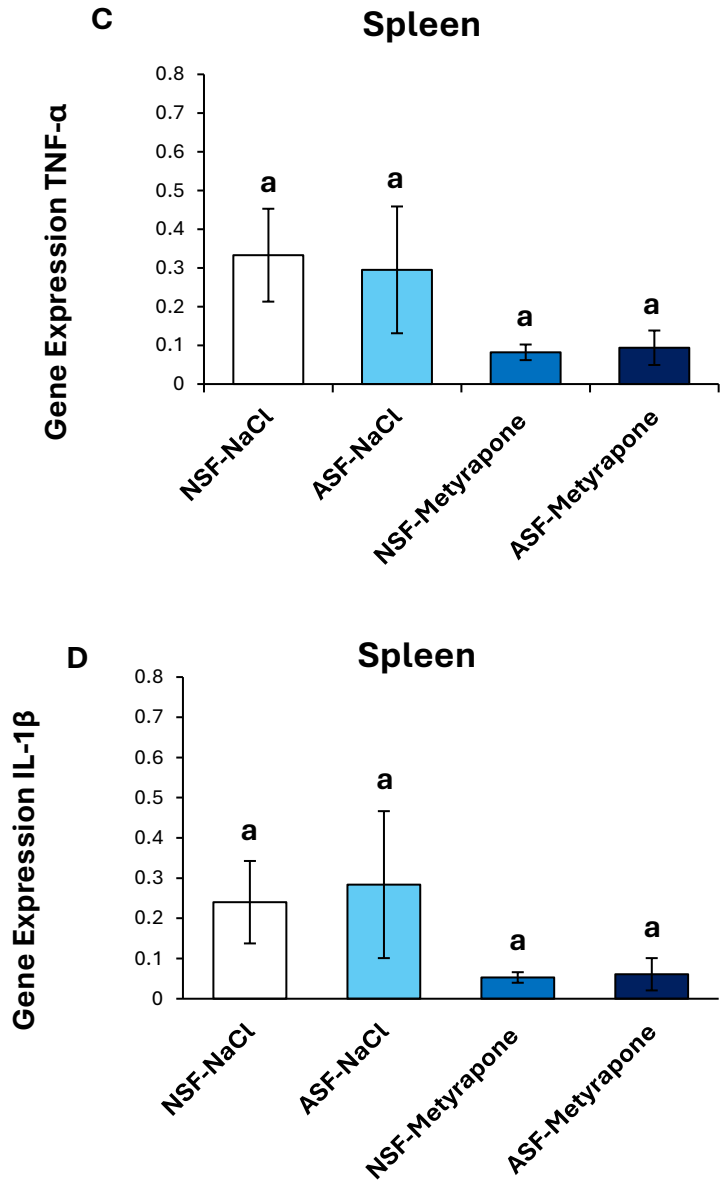 C
Spleen
Gene Expression TNF-α
0.8
0.7
0.6
0.5
0.4
0.3
0.2
0.1
0
a
a
a
a
NSF-NaCl
ASF-NaCl
NSF-Metyrapone
ASF-Metyrapone
D
Spleen
Gene Expression IL-1β
0.8
0.7
0.6
0.5
0.4
0.3
0.2
0.1
0
a
a
a
a
NSF-NaCl
ASF-NaCl
NSF-Metyrapone
ASF-Metyrapone